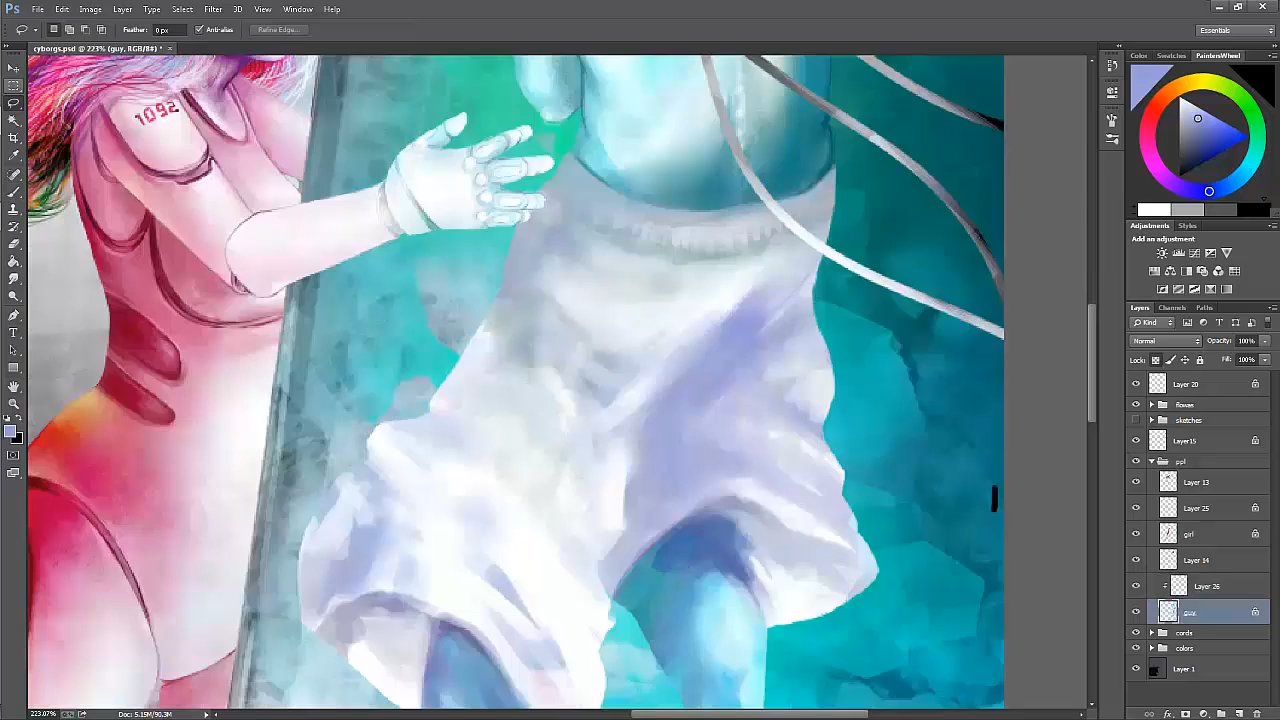 Ps File Edit Image Layer Type Select Filter 3D View Window Help
Feather: 0 px Anti-alias Refine Edge... Essentials
cyborgs.psd @ 223% (guy, RGB/8#) * ×
Color Swatches PaintersWheel
1092
Adjustments Styles
Add an adjustment
Layers Channels Paths
Kind
Normal Opacity: 100%
Lock: Fill: 100%
Layer 20
flowas
sketches
Layer15
ppl
Layer 13
Layer 25
girl
Layer 14
Layer 26
guy
cords
colors
Layer 1
223.07% Doc: 5.15M/90.3M